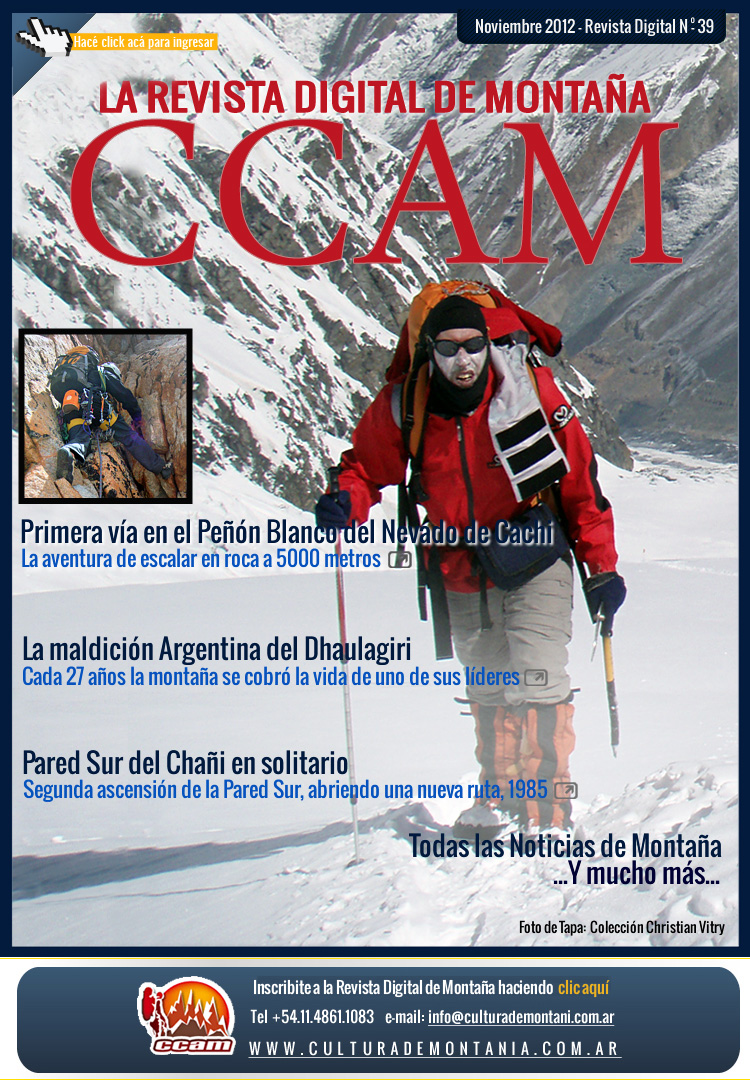 Hacé click acá para ingresar
Noviembre 2012 - Revista Digital Nº 39
LA REVISTA DIGITAL DE MONTAÑA
CCAM
Primera vía en el Peñón Blanco del Nevádo de Cachi
La aventura de escalar en roca a 5000 metros
La maldición Argentina del Dhaulagiri
Cada 27 años la montaña se cobró la vida de uno de sus líderes
Pared Sur del Chañi en solitario
Segunda ascensión de la Pared Sur, abriendo una nueva ruta, 1985
Todas las Noticias de Montaña
...Y mucho más...
Foto de Tapa: Colección Christian Vitry
Inscribite a la Revista Digital de Montaña haciendo clic aquí
Tel +54.11.4861.1083 e-mail: info@culturademontani.com.ar
ccam
WWW.CULTURADEMONTANIA.COM.AR